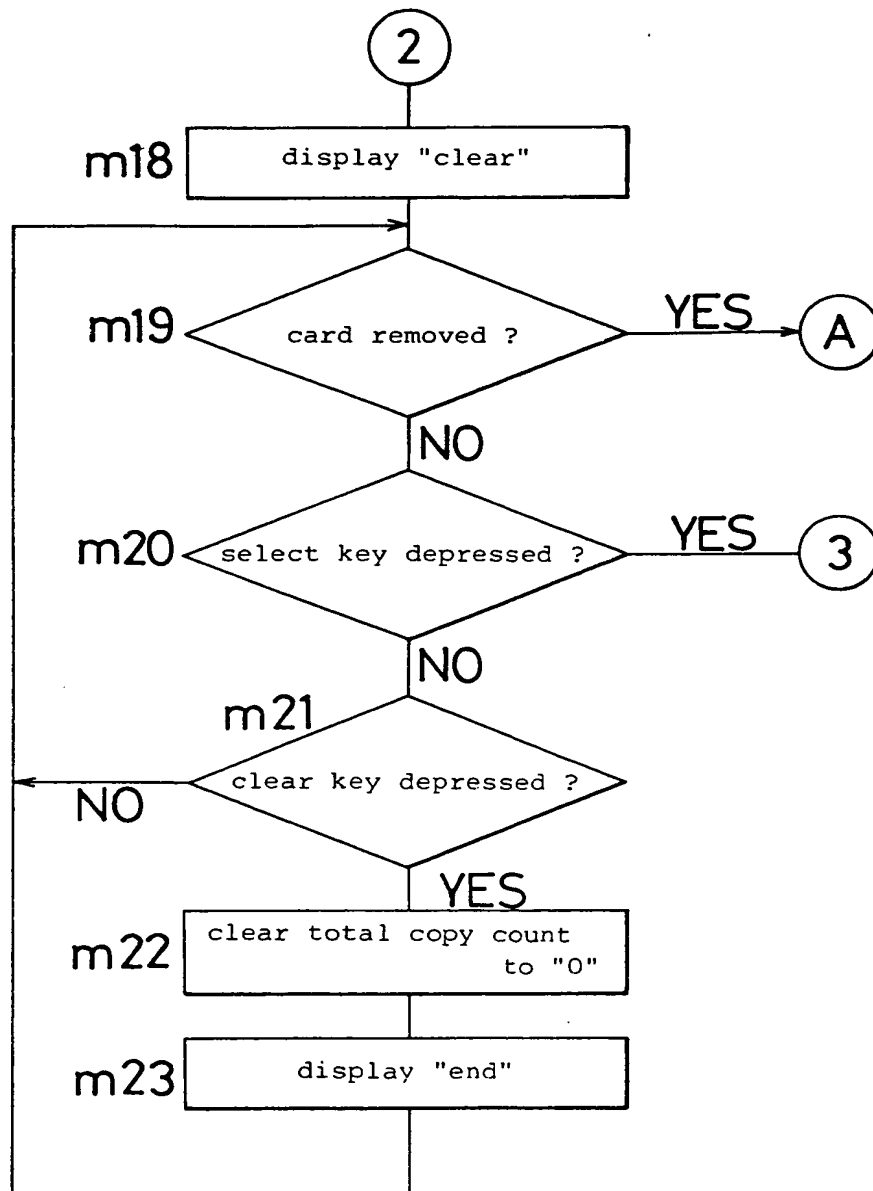 2
m18
display "clear"
m19
card removed ?
YES
A
NO
m20
select key depressed ?
YES
3
NO
m21
clear key depressed ?
NO
YES
m22
clear total copy count
to "0"
m23
display "end"